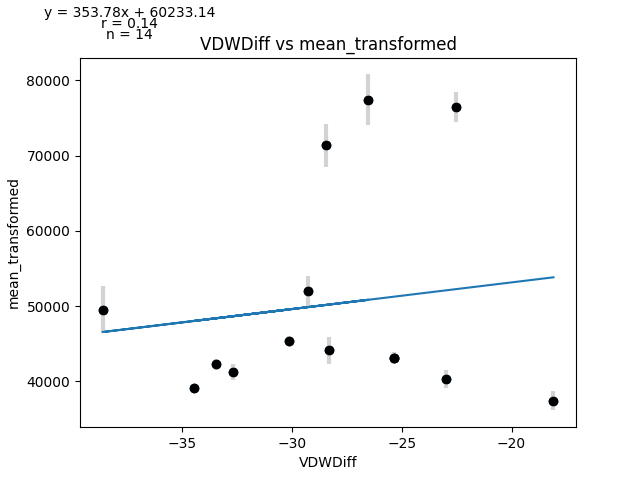 y = 353.78x + 60233.14
r = 0.14
n = 14
VDWDiff vs mean_transformed
80000
70000
60000
50000
40000
mean_transformed
−35
−30
−25
−20
VDWDiff